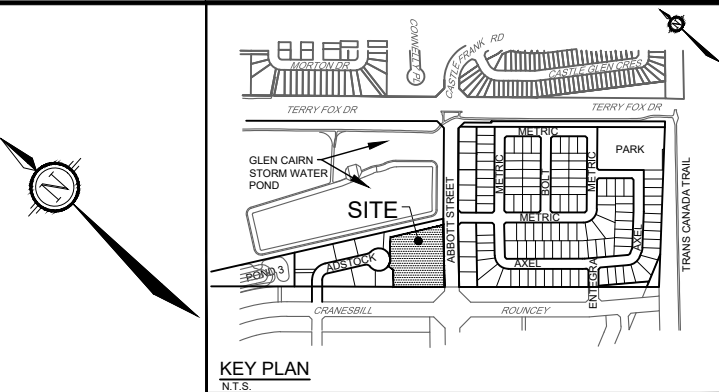 N
N
CONNELLY PL
CASTLE FRANK RD
MORTON DR
CASTLE GLEN CRES
TERRY FOX DR
TERRY FOX DR
METRIC
PARK
GLEN CAIRN
STORM WATER
POND
METRIC
BOLT
METRIC
SITE
ABBOTT STREET
METRIC
TRANS CANADA TRAIL
AXEL
ADSTOCK
AXEL
POND 3
ENTEGRA
CRANESBILL
ROUNCEY
KEY PLAN
N.T.S.